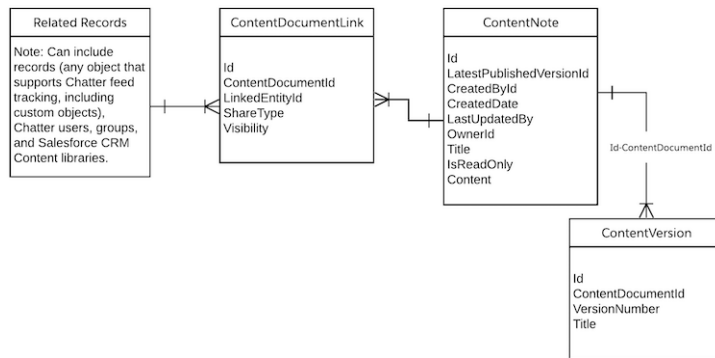 Related Records
Note: Can include
records (any object that
supports Chatter feed
tracking, including
custom objects),
Chatter users, groups,
and Salesforce CRM
Content libraries.
ContentDocumentLink
Id
ContentDocumentId
LinkedEntityId
ShareType
Visibility
ContentNote
Id
LatestPublishedVersionId
CreatedById
CreatedDate
LastUpdatedBy
OwnerId
Title
IsReadOnly
Content
Id-ContentDocumentId
ContentVersion
Id
ContentDocumentId
VersionNumber
Title